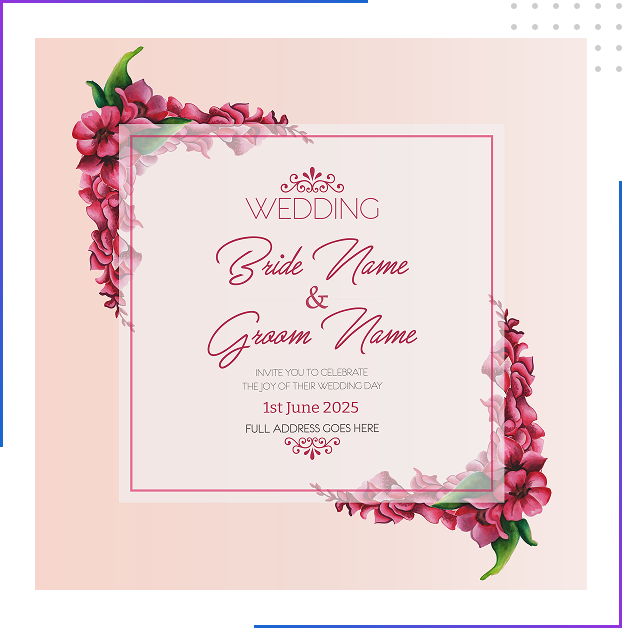 WEDDING
Bride Name
&
Groom Name
INVITE YOU TO CELEBRATE
THE JOY OF THEIR WEDDING DAY
1st June 2025
FULL ADDRESS GOES HERE